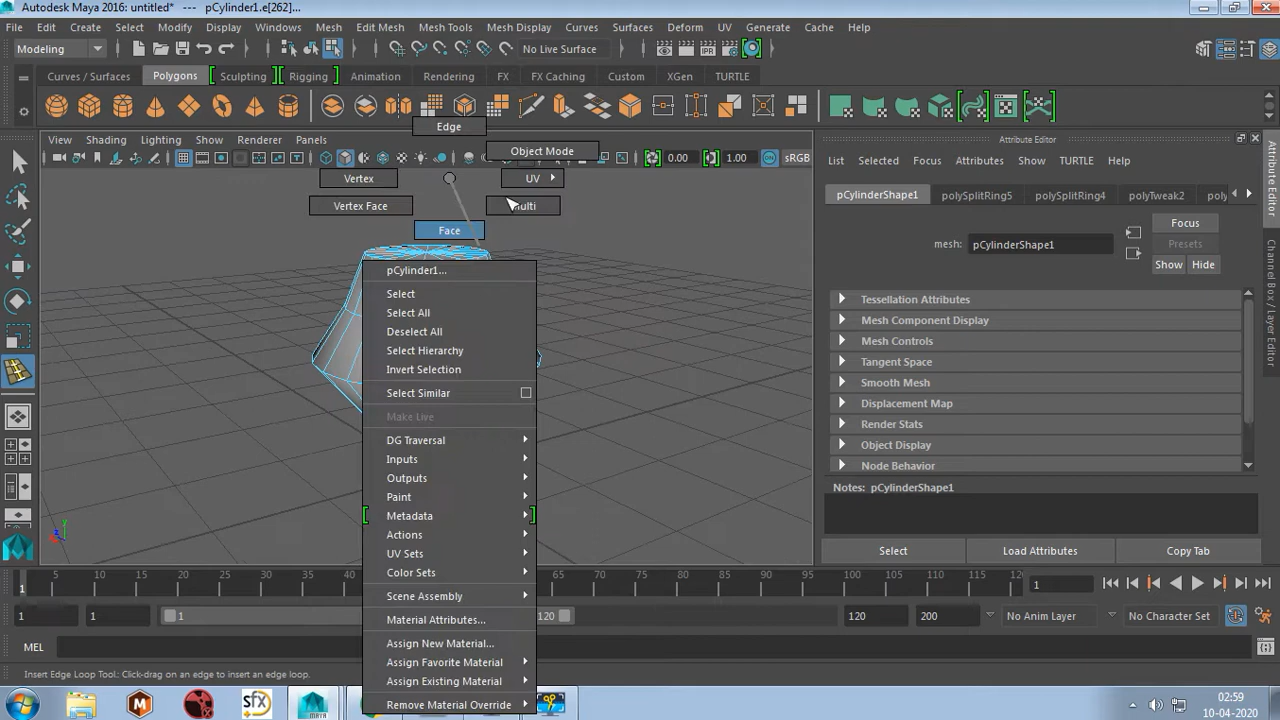 Autodesk Maya 2016: untitled* --- pCylinder1.e[262]...
File Edit Create Select Modify Display Windows Mesh Edit Mesh Mesh Tools Mesh Display Curves Surfaces Deform UV Generate Cache Help
Modeling No Live Surface
Curves / Surfaces Polygons Sculpting Rigging Animation Rendering FX FX Caching Custom XGen TURTLE
View Shading Lighting Show Renderer Panels
0.00 1.00 sRGB
Edge
Object Mode
Vertex UV
Vertex Face
Face
pCylinder1...
Select
Select All
Deselect All
Select Hierarchy
Invert Selection
Select Similar
Make Live
DG Traversal
Inputs
Outputs
Paint
Metadata
Actions
UV Sets
Color Sets
Scene Assembly
Material Attributes...
Assign New Material...
Assign Favorite Material
Assign Existing Material
Remove Material Override
Attribute Editor
List Selected Focus Attributes Show TURTLE Help
pCylinderShape1 polySplitRing5 polySplitRing4 polyTweak2
mesh: pCylinderShape1
Focus
Presets
Show Hide
Tessellation Attributes
Mesh Component Display
Mesh Controls
Tangent Space
Smooth Mesh
Displacement Map
Render Stats
Object Display
Node Behavior
Notes: pCylinderShape1
Select Load Attributes Copy Tab
Attribute Editor
Channel Box / Layer Editor
y
1 5 10 15 20 25 30 35 40 65 70 75 80 85 90 95 100 105 110 115 1
1 1 1 120 120 200 No Anim Layer No Character Set
MEL
Insert Edge Loop Tool: Click-drag on an edge to insert an edge loop.
sfx MAYA
02:59
10-04-2020